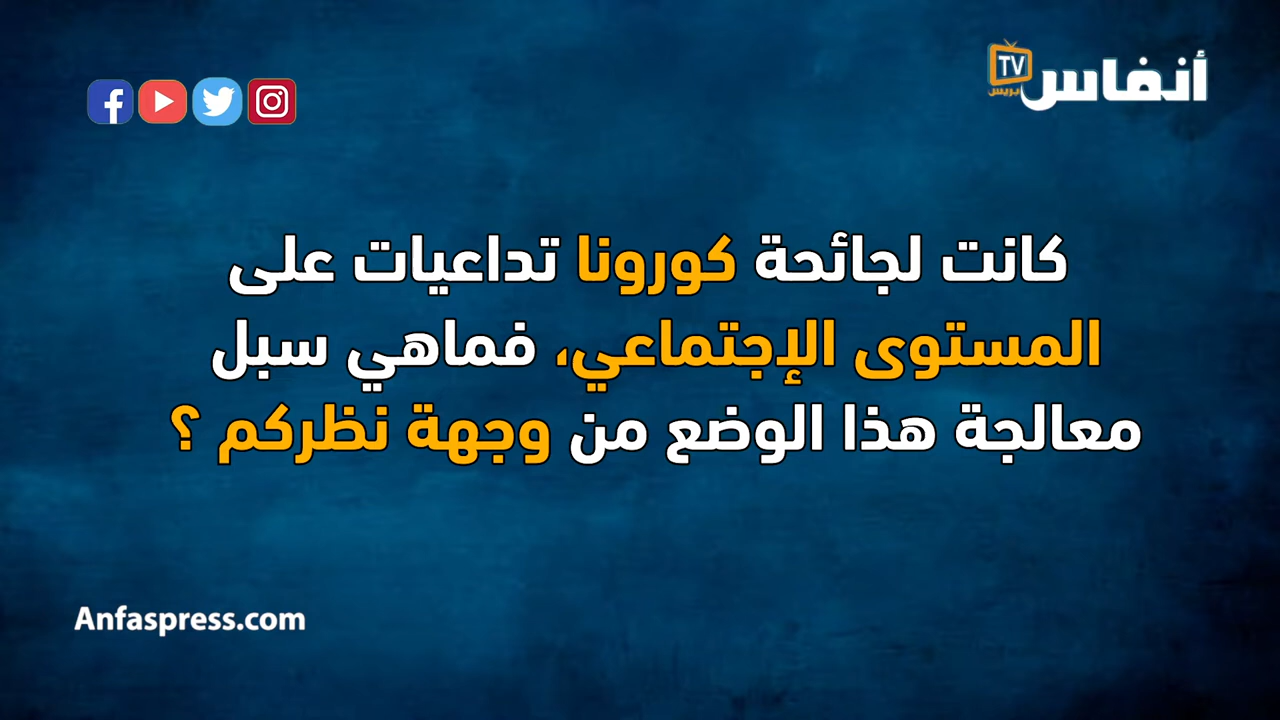 أنفاس
TV
بريس
كانت لجائحة كورونا تداعيات على
المستوى الإجتماعي، فماهي سبل
معالجة هذا الوضع من وجهة نظركم ؟
Anfaspress.com